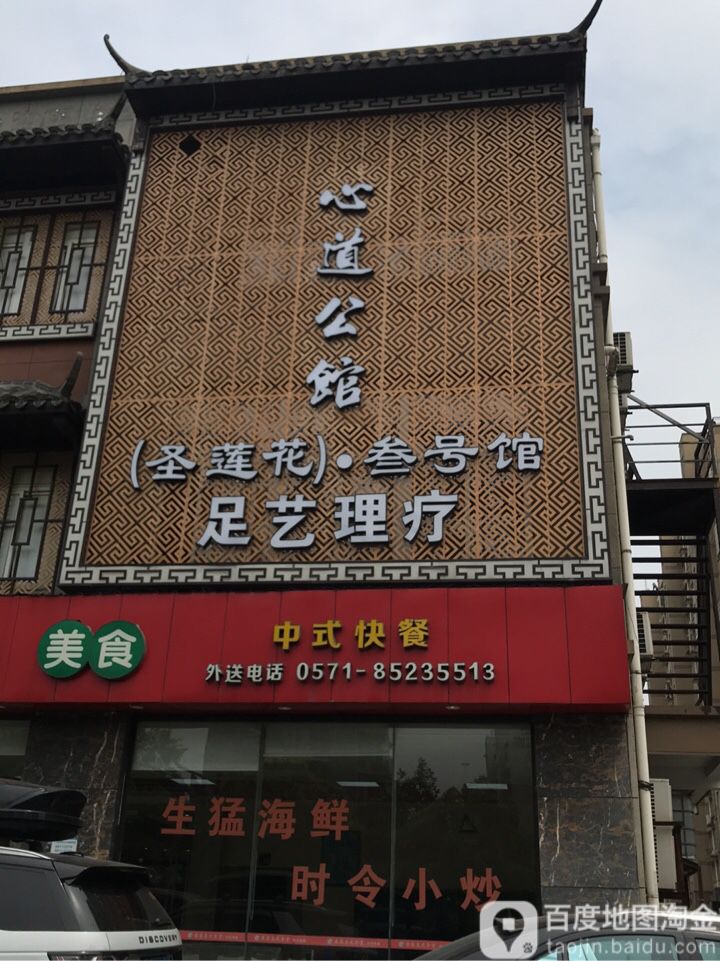 心道公馆
(圣莲花)·叁号馆
足艺理疗
美食
中式快餐
外送电话 0571-85235513
生猛海鲜
时令小炒
DISCOVERY
百度地图淘金
taojin.baidu.com